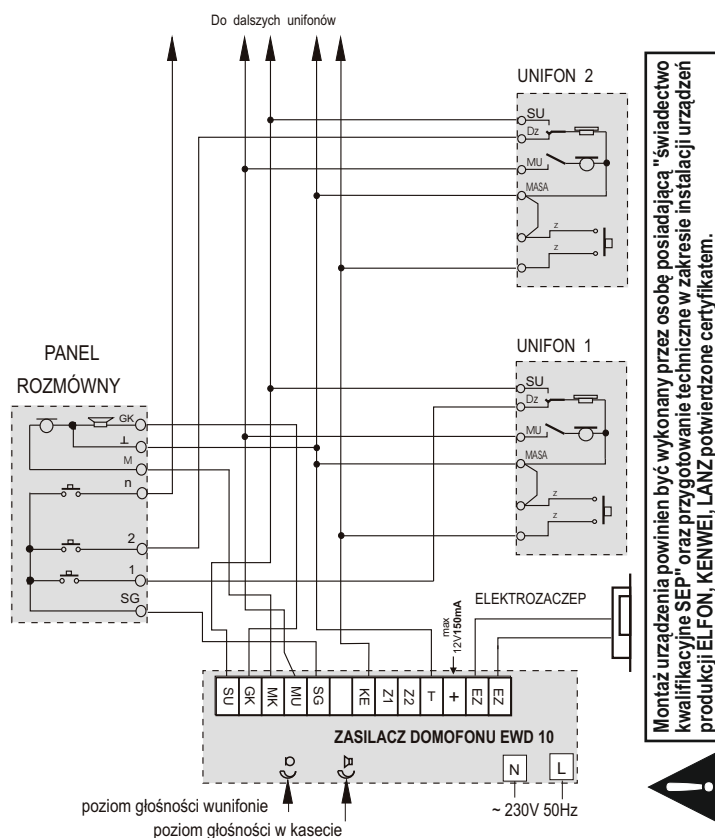 Do dalszych unifonów
UNIFON 2
SU
Dz
MU
MASA
z
z
UNIFON 1
SU
Dz
MU
MASA
z
z
PANEL
ROZMÓWNY
GK
⊥
M
n
2
1
SG
ELEKTROZACZEP
max
12V150mA
SU
GK
MK
MU
SG
KE
Z1
Z2
⊥
+
EZ
EZ
ZASILACZ DOMOFONU EWD 10
N
L
~ 230V 50Hz
poziom głośności wunifonie
poziom głośności w kasecie
Montaż urządzenia powinien być wykonany przez osobę posiadającą "świadectwo
kwalifikacyjne SEP" oraz przygotowanie techniczne w zakresie instalacji urządzeń
produkcji ELFON, KENWEI, LANZ potwierdzone certyfikatem.
!